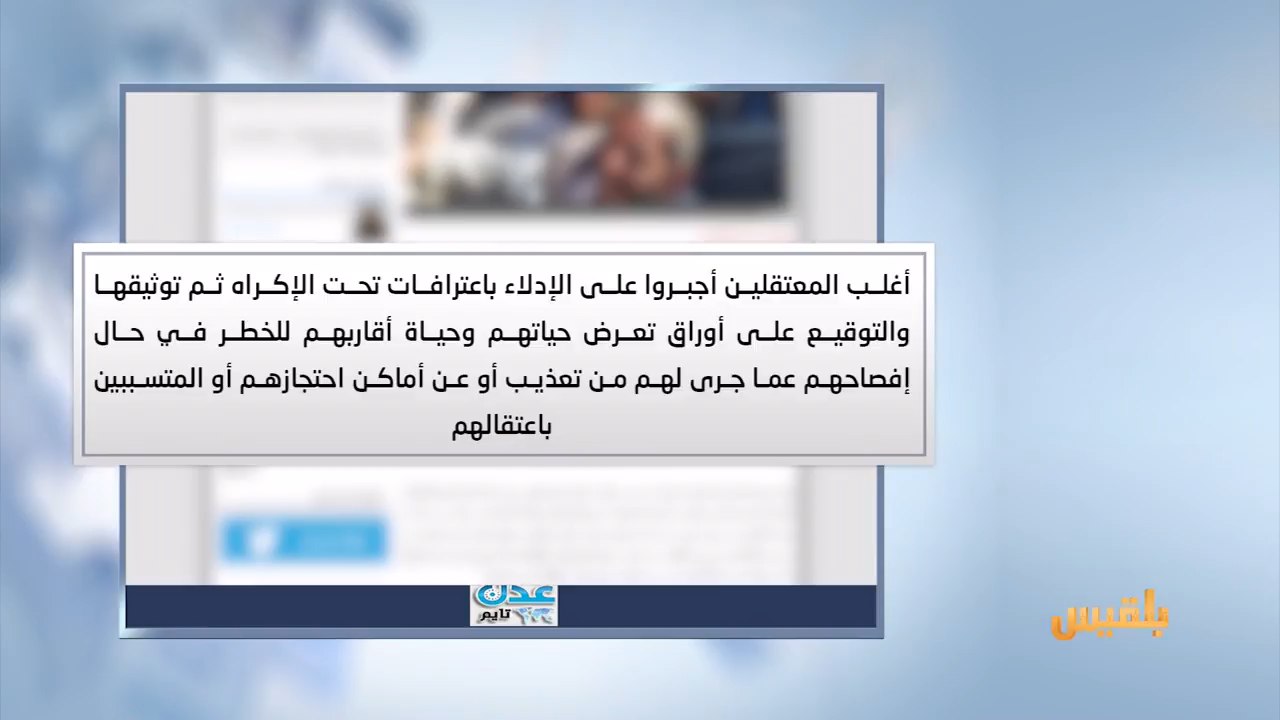 أغلب المعتقلين أجبروا على الإدلاء باعترافات تحت الإكراه ثم توثيقها
والتوقيع على أوراق تعرض حياتهم وحياة أقاربهم للخطر في حال
إفصاحهم عما جرى لهم من تعذيب أو عن أماكن احتجازهم أو المتسببين
باعتقالهم
عدن
تايم
بلقيس